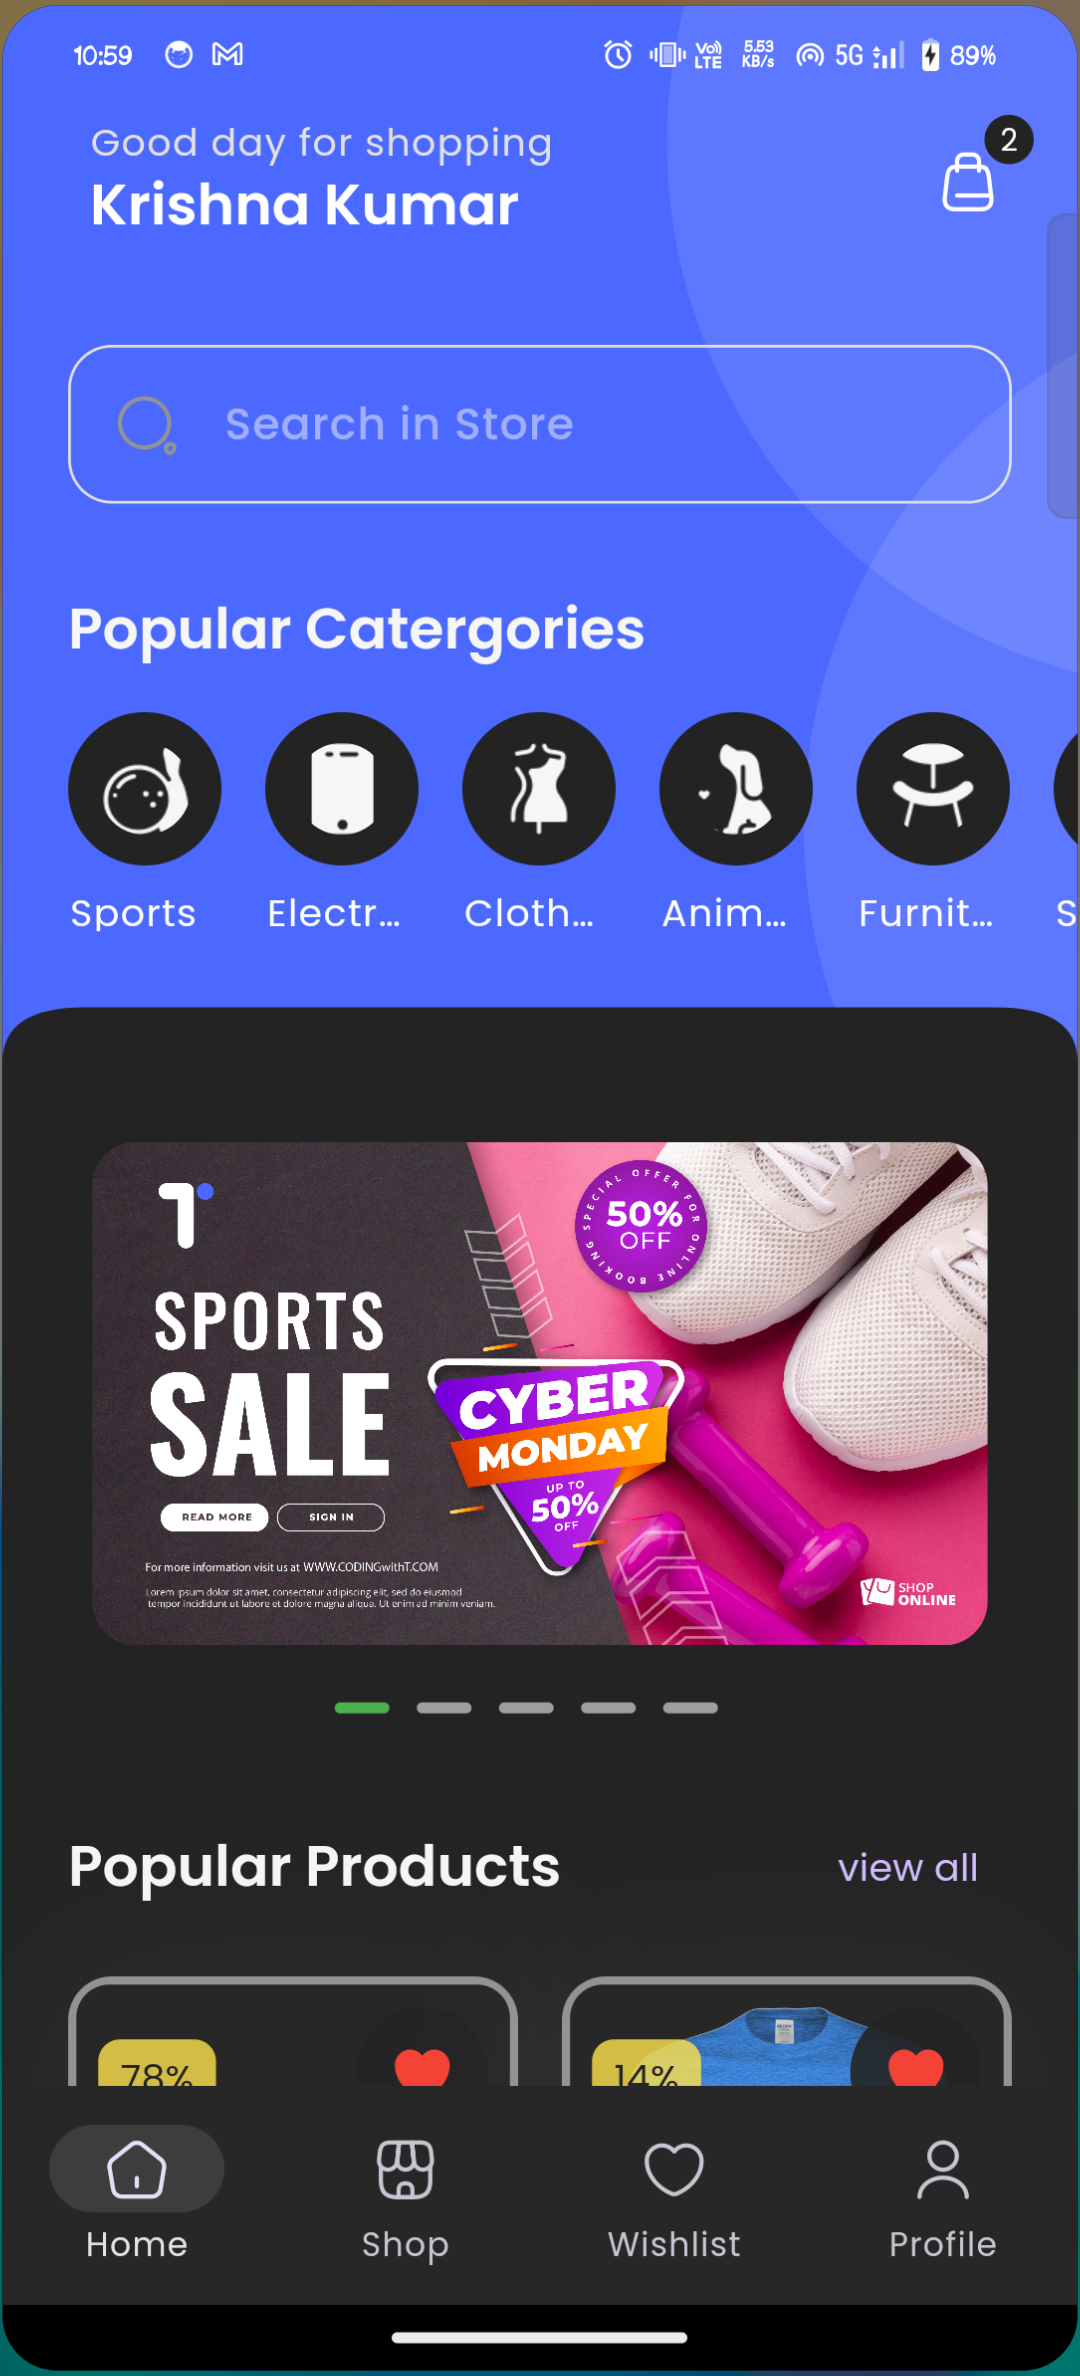 10:59
Vo)) LTE
5.53 KB/s
5G
89%
Good day for shopping
2
Krishna Kumar
Search in Store
Popular Catergories
Sports
Electr...
Cloth...
Anim...
Furnit...
S
SPECIAL OFFER FOR ONLINE BOOKING
50%
OFF
SPORTS
SALE
CYBER
MONDAY
UP TO
50%
OFF
READ MORE
SIGN IN
For more information visit us at WWW.CODINGwithT.COM
Lorem ipsum dolor sit amet, consectetur adipiscing elit, sed do eiusmod
tempor incididunt ut labore et dolore magna aliqua. Ut enim ad minim veniam.
SHOP
ONLINE
Popular Products
view all
78%
14%
Home
Shop
Wishlist
Profile